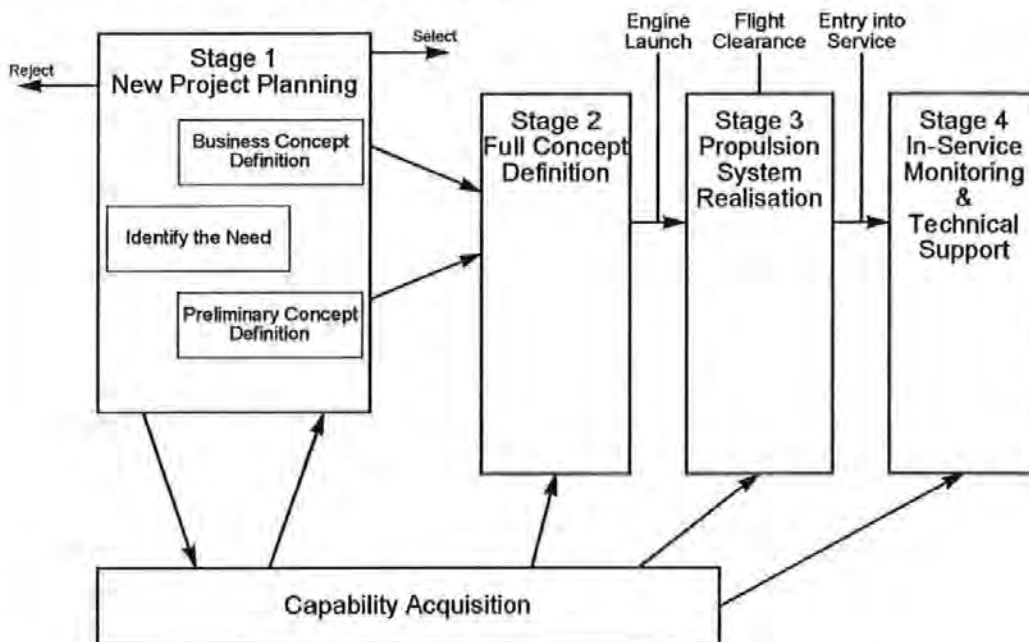 Reject
Stage 1
New Project Planning
Select
Business Concept
Definition
Identify the Need
Preliminary Concept
Definition
Stage 2
Full Concept
Definition
Engine
Launch
Stage 3
Propulsion
System
Realisation
Flight
Clearance
Entry into
Service
Stage 4
In-Service
Monitoring
&
Technical
Support
Capability Acquisition